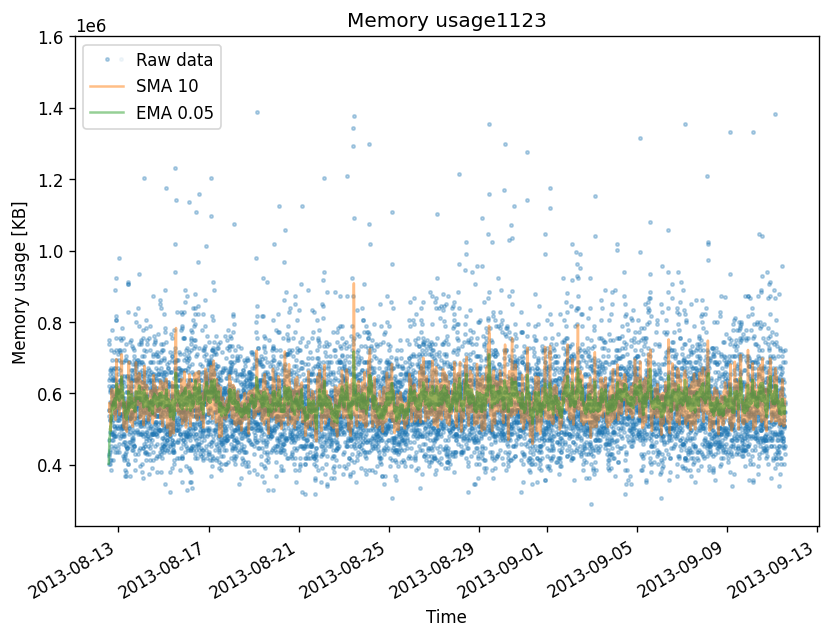 Memory usage1123
1e6
1.6
1.4
1.2
1.0
0.8
0.6
0.4
Memory usage [KB]
Raw data
SMA 10
EMA 0.05
2013-08-13
2013-08-17
2013-08-21
2013-08-25
2013-08-29
2013-09-01
2013-09-05
2013-09-09
2013-09-13
Time